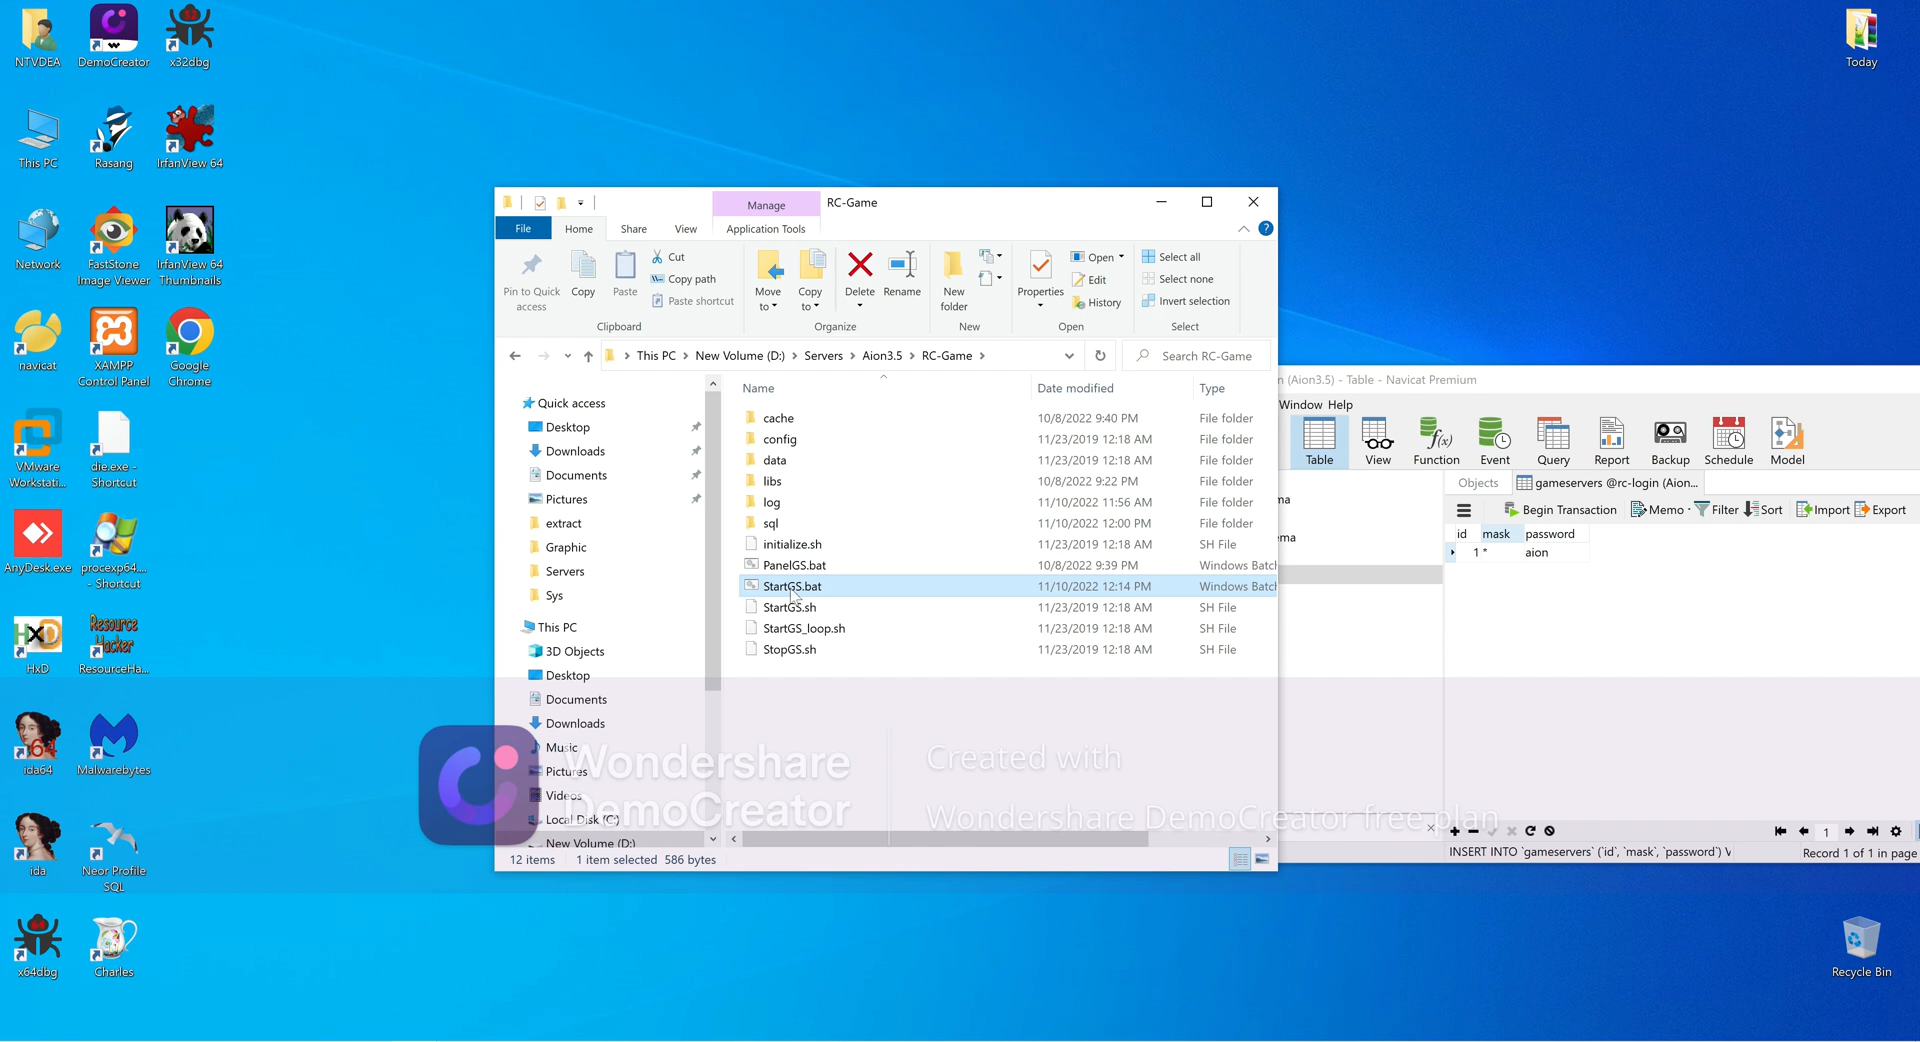 NTVDEA
DemoCreator
x32dbg
This PC
Rasang
IrfanView 64
Network
FastStone
Image Viewer
IrfanView 64
Thumbnails
navicat
XAMPP
Control Panel
Google
Chrome
VMware
Workstati...
die.exe -
Shortcut
AnyDesk.exe
procexp64....
- Shortcut
HxD
Resource
Hacker
ResourceHa...
64
ida64
Malwarebytes
ida
Neor Profile
SQL
x64dbg
Charles
Today
Recycle Bin
Manage
RC-Game
File
Home
Share
View
Application Tools
Pin to Quick
access
Copy
Paste
Cut
Copy path
Paste shortcut
Clipboard
Move
to
Copy
to
Delete
Rename
Organize
New
folder
New
Properties
Open
Edit
History
Open
Select all
Select none
Invert selection
Select
This PC > New Volume (D:) > Servers > Aion3.5 > RC-Game >
Search RC-Game
Quick access
Desktop
Downloads
Documents
Pictures
extract
Graphic
Servers
Sys
This PC
3D Objects
Desktop
Documents
Downloads
Music
Pictures
Videos
Local Disk (C:)
New Volume (D:)
Name Date modified Type
cache 10/8/2022 9:40 PM File folder
config 11/23/2019 12:18 AM File folder
data 11/23/2019 12:18 AM File folder
libs 10/8/2022 9:22 PM File folder
log 11/10/2022 11:56 AM File folder
sql 11/10/2022 12:00 PM File folder
initialize.sh 11/23/2019 12:18 AM SH File
PanelGS.bat 10/8/2022 9:39 PM Windows Batch
StartGS.bat 11/10/2022 12:14 PM Windows Batch
StartGS.sh 11/23/2019 12:18 AM SH File
StartGS_loop.sh 11/23/2019 12:18 AM SH File
StopGS.sh 11/23/2019 12:18 AM SH File
12 items 1 item selected 586 bytes
Wondershare
DemoCreator
Created with
Wondershare DemoCreator free plan
n (Aion3.5) - Table - Navicat Premium
Window Help
Table
View
f(x)
Function
Event
Query
Report
Backup
Schedule
Model
ma
ema
Objects
gameservers @rc-login (Aion...
Begin Transaction
Memo
Filter
Sort
Import
Export
id mask password
1 * aion
1
INSERT INTO `gameservers` (`id`, `mask`, `password`) V
Record 1 of 1 in page